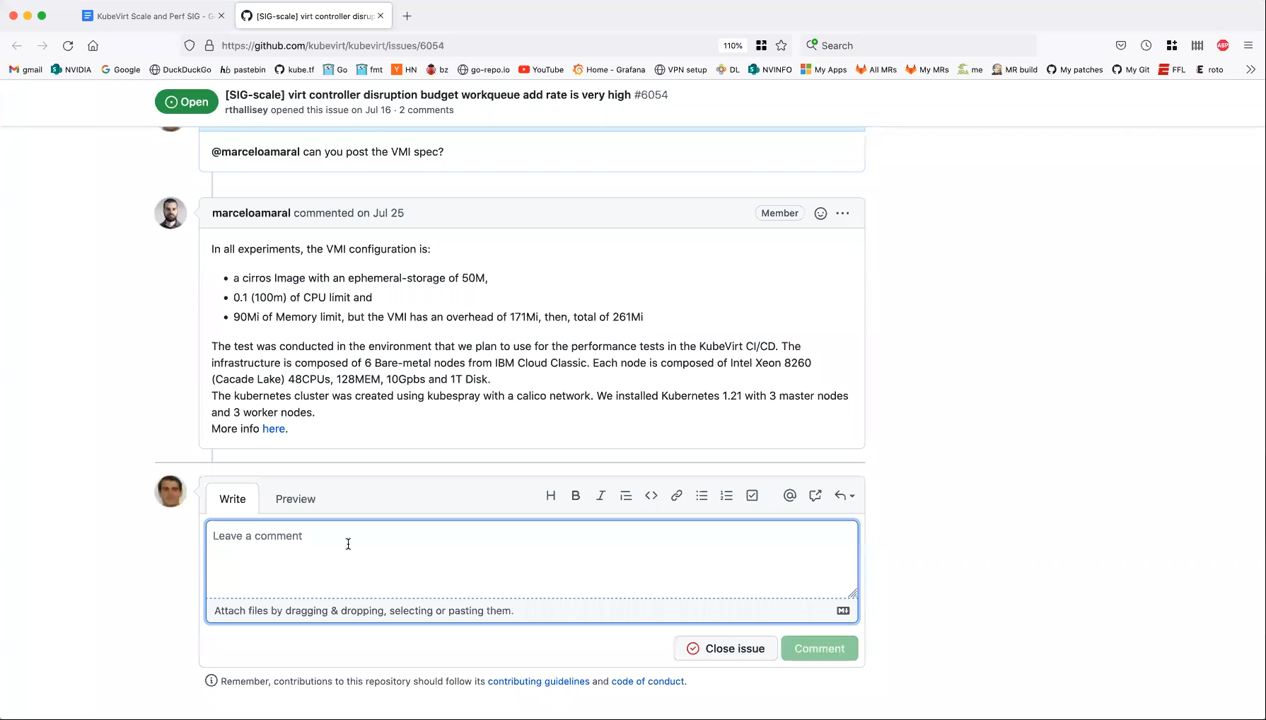 KubeVirt Scale and Perf SIG - G
[SIG-scale] virt controller disrup
https://github.com/kubevirt/kubevirt/issues/6054
110%
Search
gmail NVIDIA Google DuckDuckGo hpastebin kube.tf Go fmt HN bz go-repo.io YouTube Home - Grafana VPN setup DL NVINFO My Apps All MRs My MRs me MR build My patches My Git FFL roto
Open
[SIG-scale] virt controller disruption budget workqueue add rate is very high #6054
rthallisey opened this issue on Jul 16 · 2 comments
@marceloamaral can you post the VMI spec?
marceloamaral commented on Jul 25
Member
In all experiments, the VMI configuration is:
• a cirros Image with an ephemeral-storage of 50M,
• 0.1 (100m) of CPU limit and
• 90Mi of Memory limit, but the VMI has an overhead of 171Mi, then, total of 261Mi
The test was conducted in the environment that we plan to use for the performance tests in the KubeVirt CI/CD. The
infrastructure is composed of 6 Bare-metal nodes from IBM Cloud Classic. Each node is composed of Intel Xeon 8260
(Cacade Lake) 48CPUs, 128MEM, 10Gpbs and 1T Disk.
The kubernetes cluster was created using kubespray with a calico network. We installed Kubernetes 1.21 with 3 master nodes
and 3 worker nodes.
More info here.
Write
Preview
Leave a comment
Attach files by dragging & dropping, selecting or pasting them.
Close issue
Comment
Remember, contributions to this repository should follow its contributing guidelines and code of conduct.